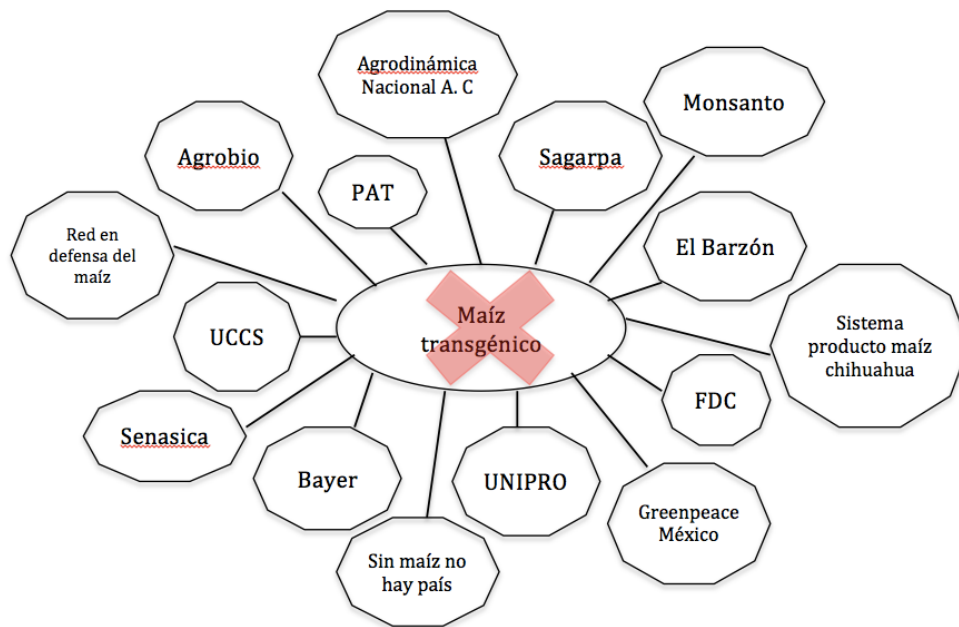 Agrodinámica
Nacional A. C
Monsanto
Agrobio
Sagarpa
PAT
Red en
defensa del
maíz
El Barzón
Maíz
transgénico
UCCS
Sistema
producto maíz
chihuahua
FDC
Senasica
Bayer
UNIPRO
Greenpeace
México
Sin maíz no
hay país